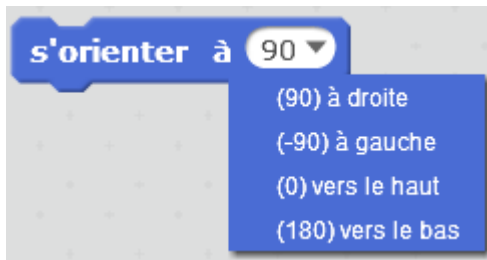 s'orienter à 90
(90) à droite
(-90) à gauche
(0) vers le haut
(180) vers le bas